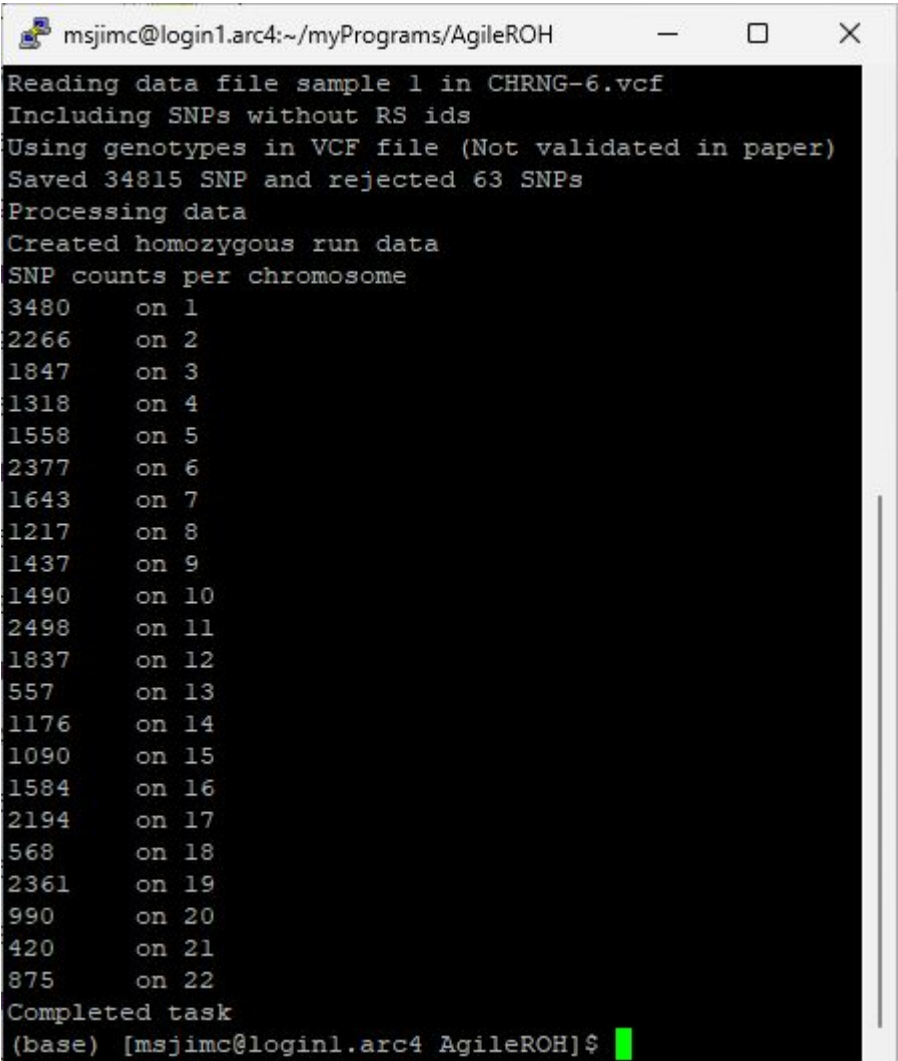 msjimc@login1.arc4:~/myPrograms/AgileROH
Reading data file sample 1 in CHRNG-6.vcf
Including SNPs without RS ids
Using genotypes in VCF file (Not validated in paper)
Saved 34815 SNP and rejected 63 SNPs
Processing data
Created homozygous run data
SNP counts per chromosome
3480 on 1
2266 on 2
1847 on 3
1318 on 4
1558 on 5
2377 on 6
1643 on 7
1217 on 8
1437 on 9
1490 on 10
2498 on 11
1837 on 12
557 on 13
1176 on 14
1090 on 15
1584 on 16
2194 on 17
568 on 18
2361 on 19
990 on 20
420 on 21
875 on 22
Completed task
(base) [msjimc@login1.arc4 AgileROH]$